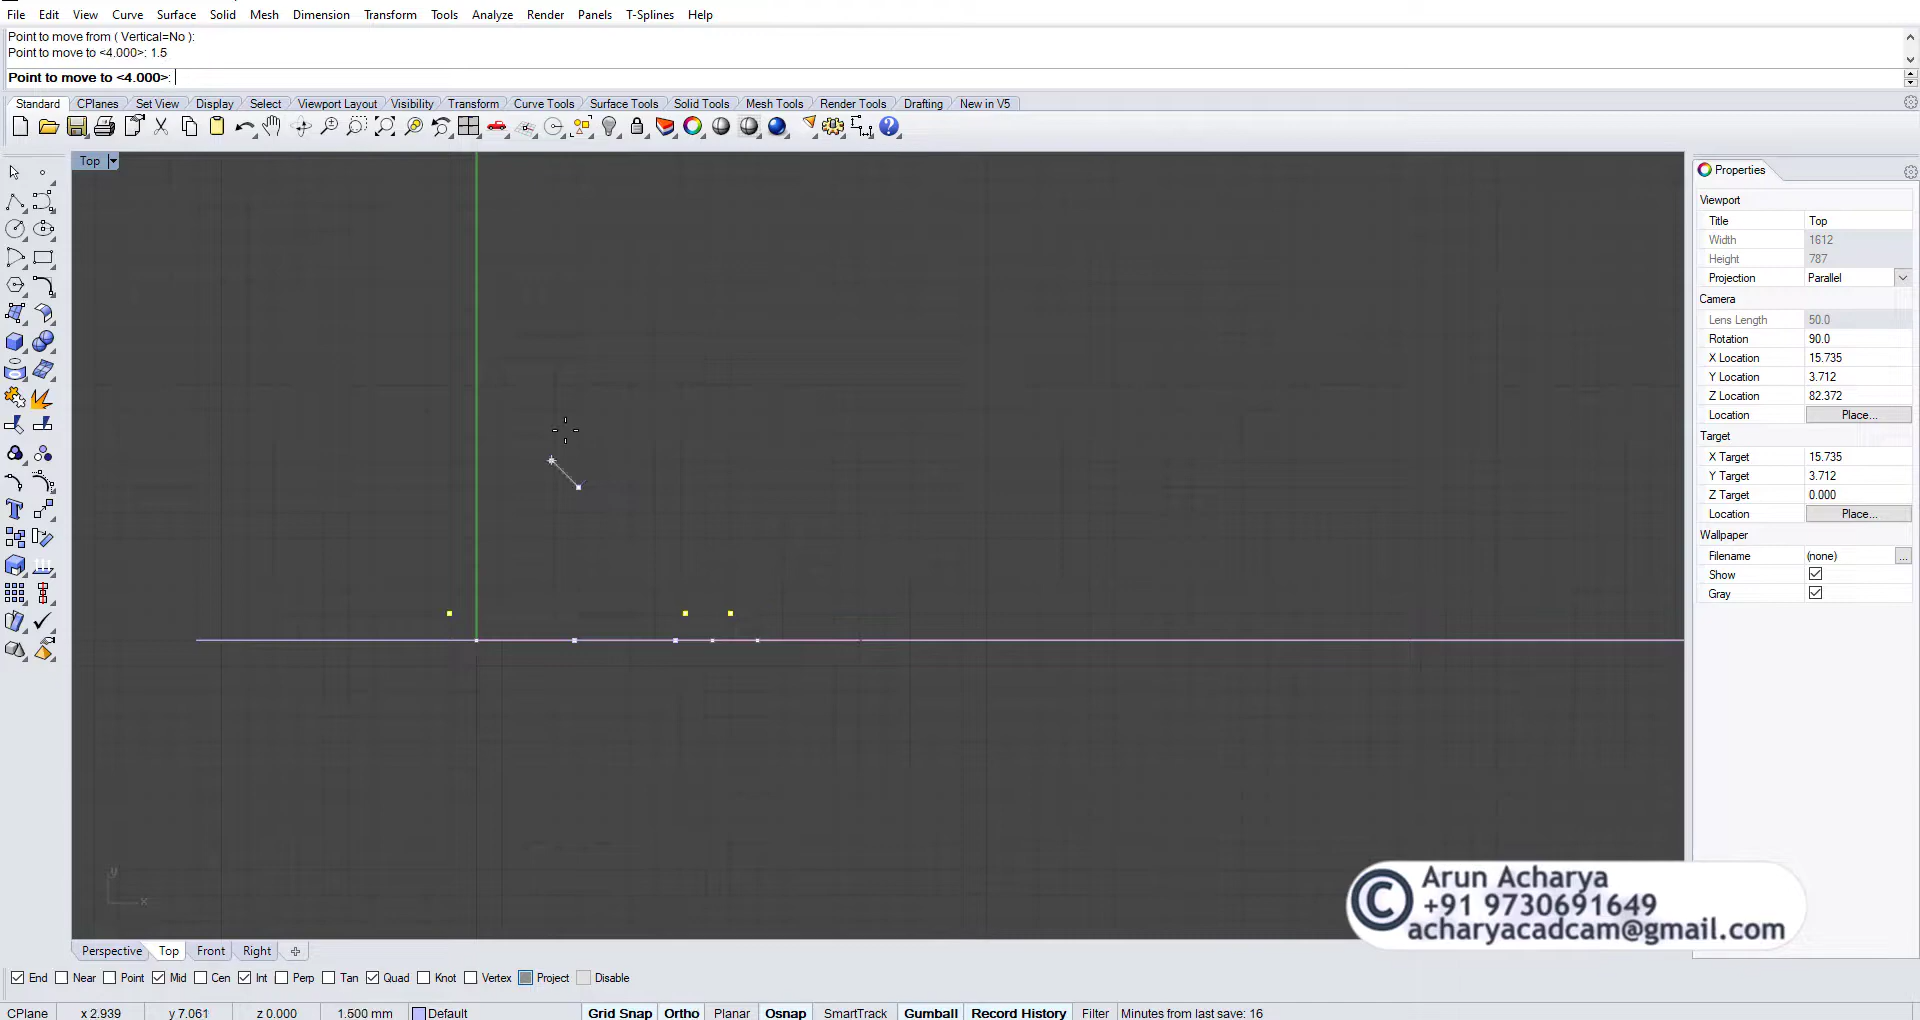 File Edit View Curve Surface Solid Mesh Dimension Transform Tools Analyze Render Panels T-Splines Help
Point to move from ( Vertical=No ):
Point to move to <4.000>: 1.5
Point to move to <4.000>:
Standard CPlanes Set View Display Select Viewport Layout Visibility Transform Curve Tools Surface Tools Solid Tools Mesh Tools Render Tools Drafting New in V5
Top
Properties
Viewport
Title Top
Width 1612
Height 787
Projection Parallel
Camera
Lens Length 50.0
Rotation 90.0
X Location 15.735
Y Location 3.712
Z Location 82.372
Location Place...
Target
X Target 15.735
Y Target 3.712
Z Target 0.000
Location Place...
Wallpaper
Filename (none) ...
Show
Gray
y
x
© Arun Acharya
+91 9730691649
acharyacadcam@gmail.com
Perspective Top Front Right
End Near Point Mid Cen Int Perp Tan Quad Knot Vertex Project Disable
CPlane x 2.939 y 7.061 z 0.000 1.500 mm Default Grid Snap Ortho Planar Osnap SmartTrack Gumball Record History Filter Minutes from last save: 16